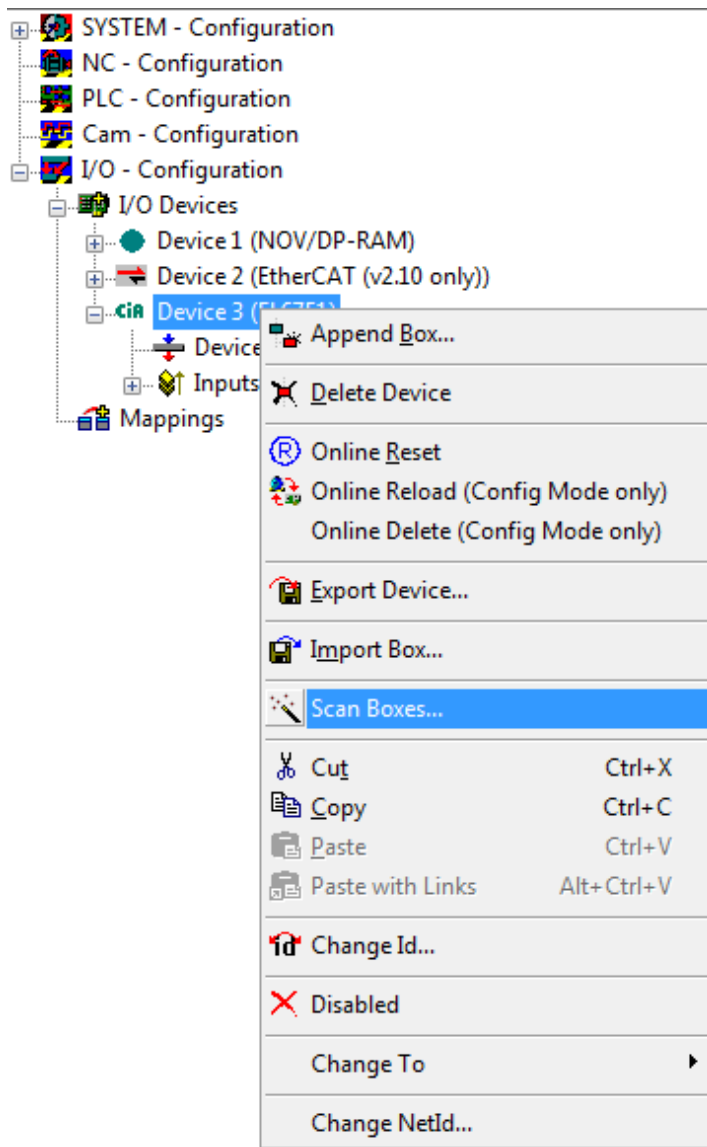 SYSTEM - Configuration
NC - Configuration
PLC - Configuration
Cam - Configuration
I/O - Configuration
I/O Devices
Device 1 (NOV/DP-RAM)
Device 2 (EtherCAT (v2.10 only))
CiA Device 3
Device
Inputs
Mappings
Append Box...
Delete Device
Online Reset
Online Reload (Config Mode only)
Online Delete (Config Mode only)
Export Device...
Import Box...
Scan Boxes...
Cut Ctrl+X
Copy Ctrl+C
Paste Ctrl+V
Paste with Links Alt+Ctrl+V
Change Id...
Disabled
Change To
Change NetId...